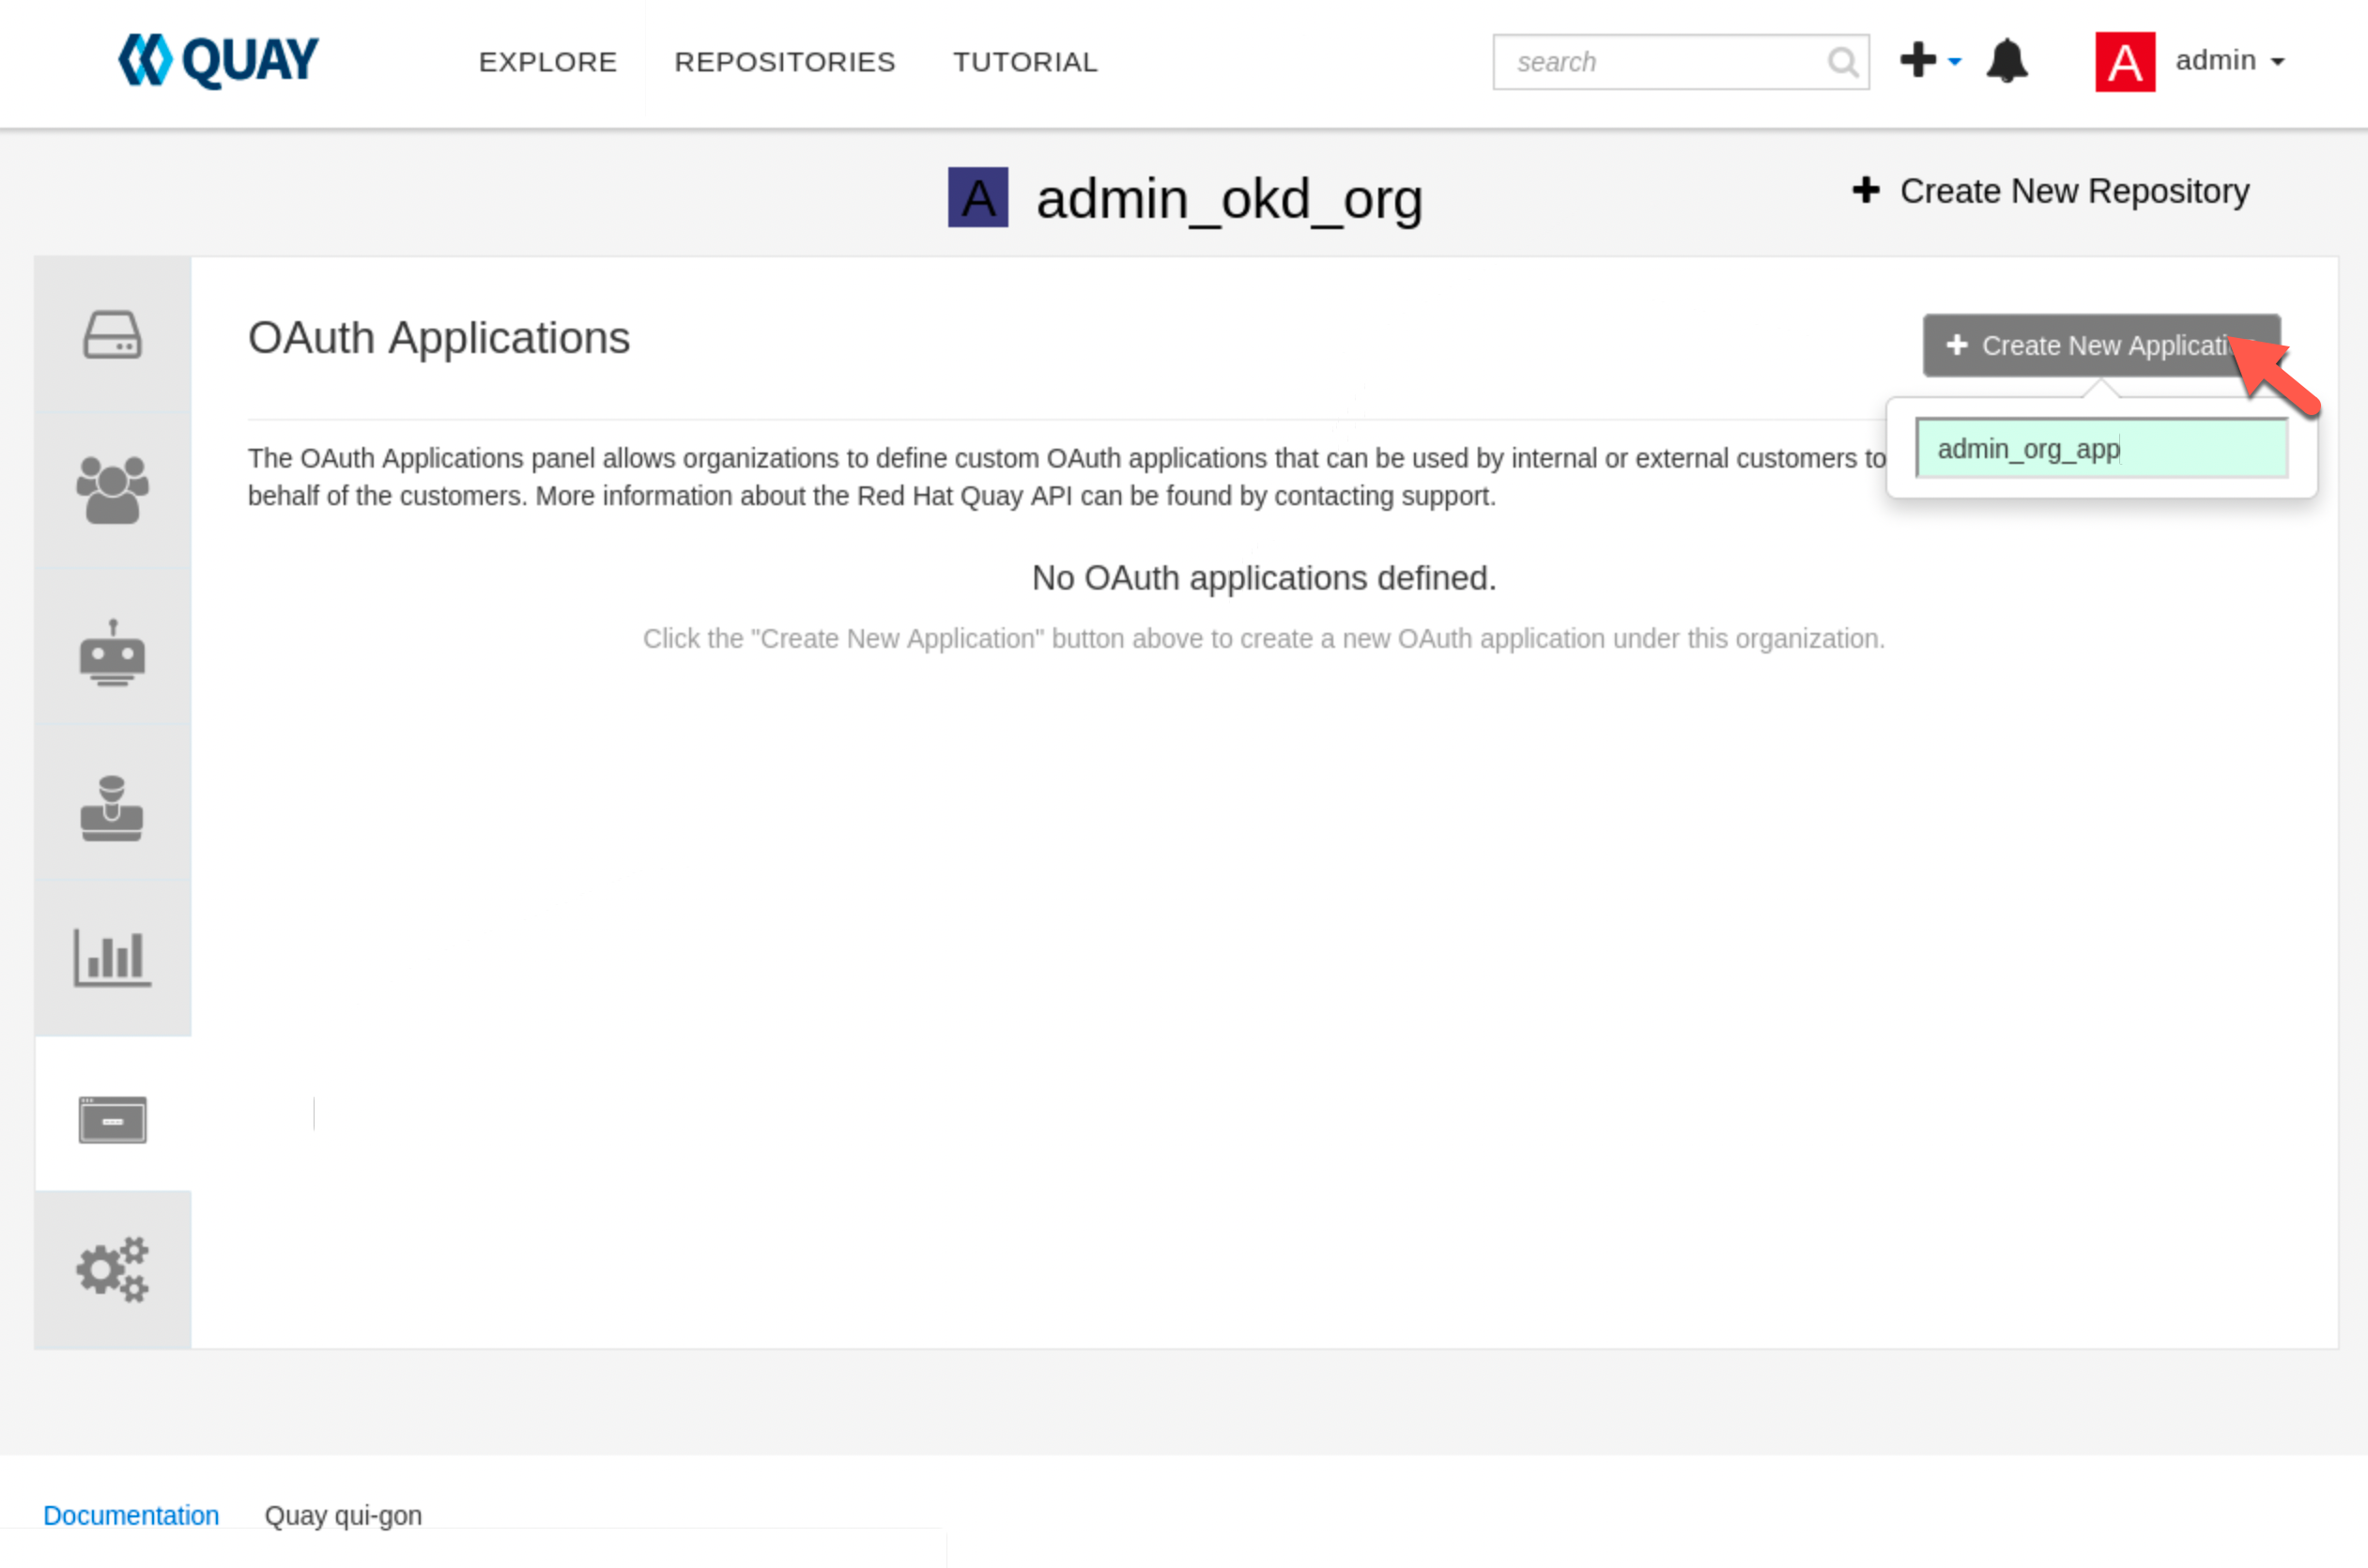 QUAY EXPLORE REPOSITORIES TUTORIAL search A admin
A admin_okd_org
Create New Repository
OAuth Applications
Create New
The OAuth Applications panel allows organizations to define custom OAuth applications that can be used by internal or external customers to
admin_org_app
behalf of the customers. More information about the Red Hat Quay API can be found by contacting support.
No OAuth applications defined.
Click the "Create New Application" button above to create a new OAuth application under this organization.
Documentation Quay qui-gon